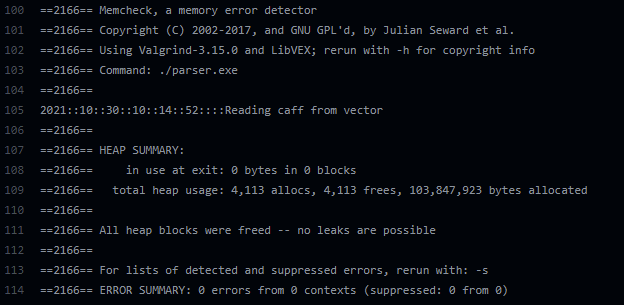 100 ==2166== Memcheck, a memory error detector
101 ==2166== Copyright (C) 2002-2017, and GNU GPL'd, by Julian Seward et al.
102 ==2166== Using Valgrind-3.15.0 and LibVEX; rerun with -h for copyright info
103 ==2166== Command: ./parser.exe
104 ==2166==
105 2021::10::30::10::14::52::::Reading caff from vector
106 ==2166==
107 ==2166== HEAP SUMMARY:
108 ==2166==     in use at exit: 0 bytes in 0 blocks
109 ==2166==   total heap usage: 4,113 allocs, 4,113 frees, 103,847,923 bytes allocated
110 ==2166==
111 ==2166== All heap blocks were freed -- no leaks are possible
112 ==2166==
113 ==2166== For lists of detected and suppressed errors, rerun with: -s
114 ==2166== ERROR SUMMARY: 0 errors from 0 contexts (suppressed: 0 from 0)